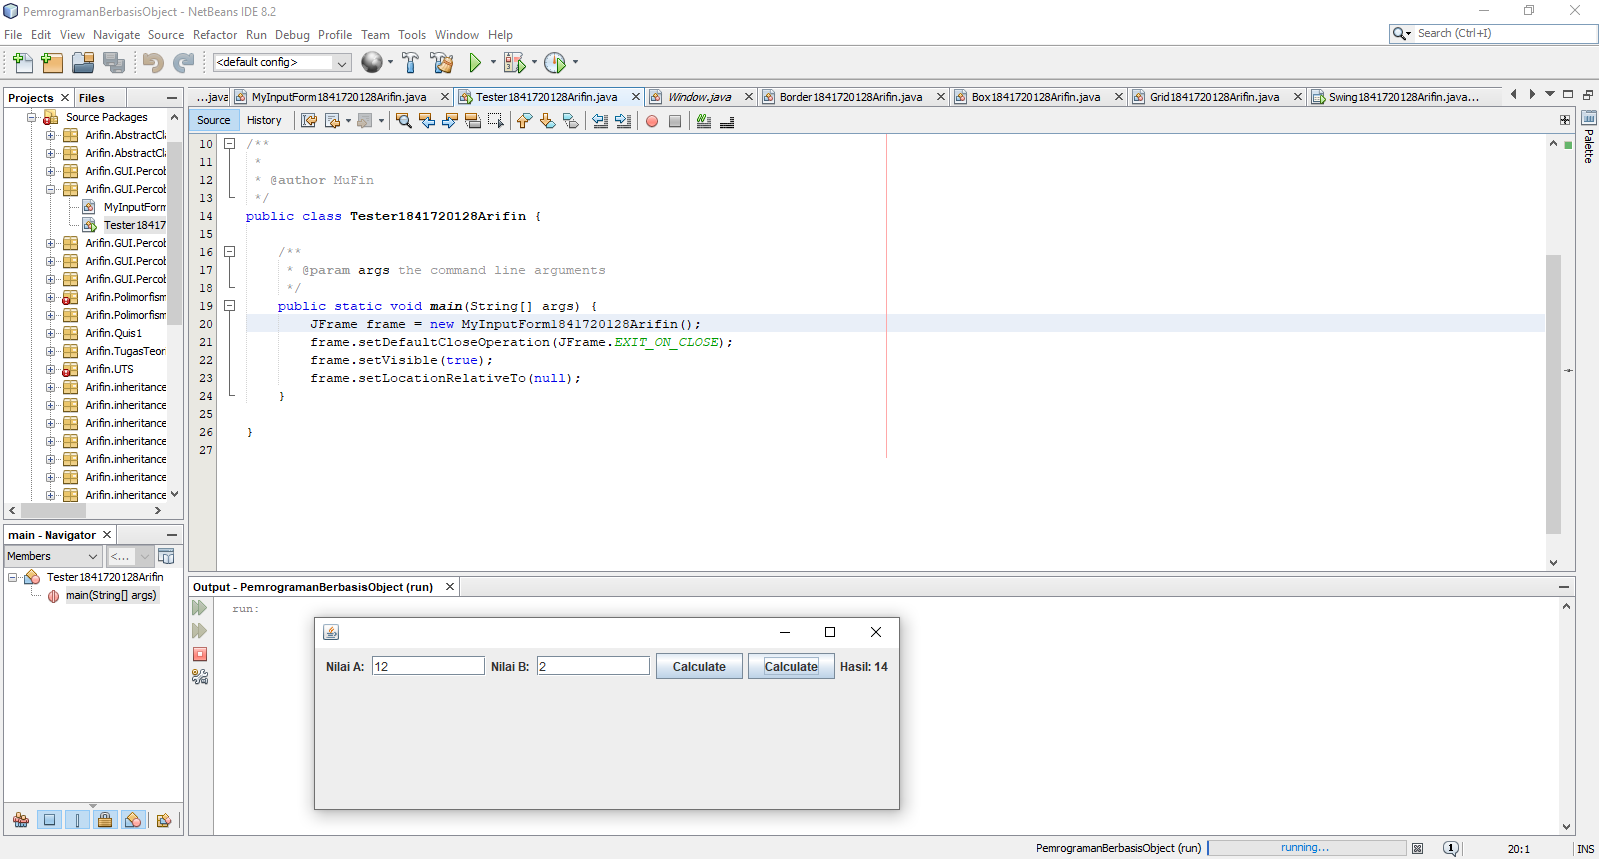 PemrogramanBerbasisObject - NetBeans IDE 8.2
File Edit View Navigate Source Refactor Run Debug Profile Team Tools Window Help
Search (Ctrl+I)
<default config>
Projects Files
...java MyInputForm1841720128Arifin.java Tester1841720128Arifin.java Window.java Border1841720128Arifin.java Box1841720128Arifin.java Grid1841720128Arifin.java Swing1841720128Arifin.java...
Source History
Palette
Source Packages
Arifin.AbstractCl
Arifin.AbstractCl
Arifin.GUI.Percob
Arifin.GUI.Percob
MyInputForm
Tester18417
Arifin.GUI.Percob
Arifin.GUI.Percob
Arifin.GUI.Percob
Arifin.Polimorfism
Arifin.Polimorfism
Arifin.Quis1
Arifin.TugasTeor
Arifin.UTS
Arifin.inheritance
Arifin.inheritance
Arifin.inheritance
Arifin.inheritance
Arifin.inheritance
Arifin.inheritance
Arifin.inheritance
10 /**
11 *
12 * @author MuFin
13 */
14 public class Tester1841720128Arifin {
15
16 /**
17 * @param args the command line arguments
18 */
19 public static void main(String[] args) {
20 JFrame frame = new MyInputForm1841720128Arifin();
21 frame.setDefaultCloseOperation(JFrame.EXIT_ON_CLOSE);
22 frame.setVisible(true);
23 frame.setLocationRelativeTo(null);
24 }
25
26 }
27
main - Navigator
Members <...
Tester1841720128Arifin
main(String[] args)
Output - PemrogramanBerbasisObject (run)
run:
Nilai A: 12 Nilai B: 2 Calculate Calculate Hasil: 14
PemrogramanBerbasisObject (run) running... 1 20:1 INS